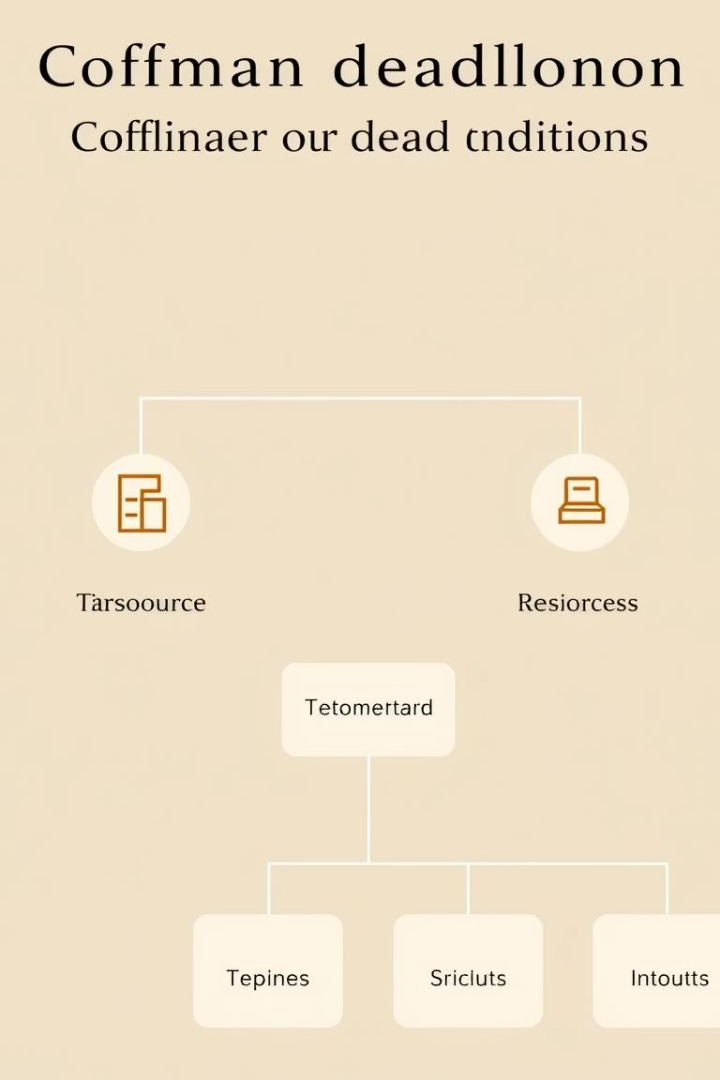 Coffman deadllonon
Cofflinaer our dead tnditions
Tarsoource
Resiorcess
Tetomertard
Tepines
Sricluts
Intoutts